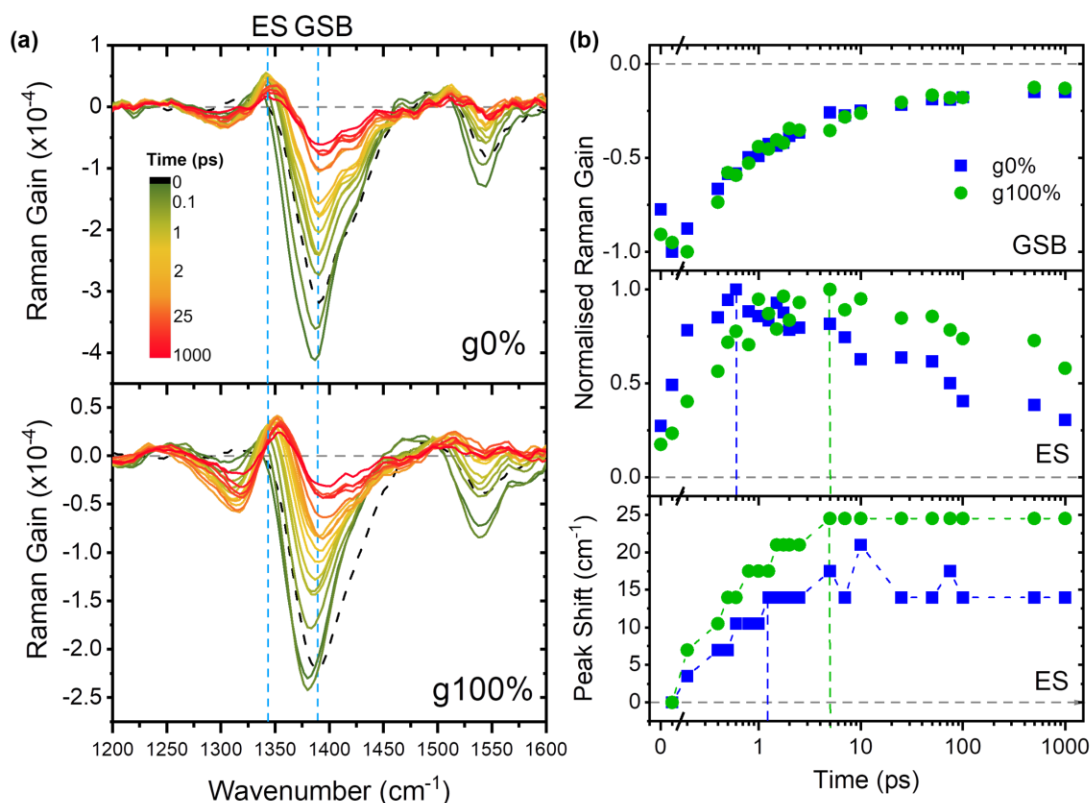 (a)
ES GSB
1
0
-1
-2
-3
-4
Raman Gain (x10⁻⁴)
Time (ps)
0
0.1
1
2
25
1000
g0%
0.5
0.0
-0.5
-1.0
-1.5
-2.0
-2.5
Raman Gain (x10⁻⁴)
g100%
1200 1250 1300 1350 1400 1450 1500 1550 1600
Wavenumber (cm⁻¹)
(b)
0.0
-0.5
-1.0
g0%
g100%
GSB
Normalised Raman Gain
1.0
0.5
0.0
ES
25
20
15
10
5
0
Peak Shift (cm⁻¹)
ES
0 1 10 100 1000
Time (ps)